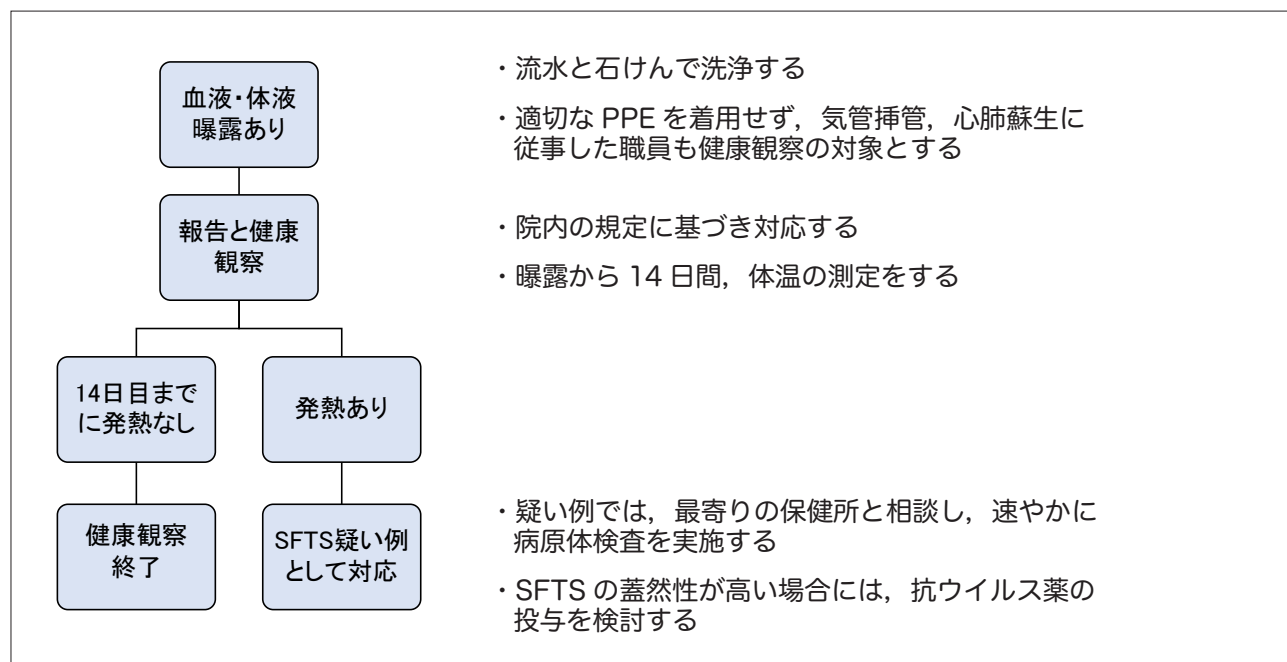 血液・体液
曝露あり
・流水と石けんで洗浄する
・適切な PPE を着用せず，気管挿管，心肺蘇生に
従事した職員も健康観察の対象とする
報告と健康
観察
・院内の規定に基づき対応する
・曝露から 14 日間，体温の測定をする
14日目まで
に発熱なし
発熱あり
健康観察
終了
SFTS疑い例
として対応
・疑い例では，最寄りの保健所と相談し，速やかに
病原体検査を実施する
・SFTS の蓋然性が高い場合には，抗ウイルス薬の
投与を検討する